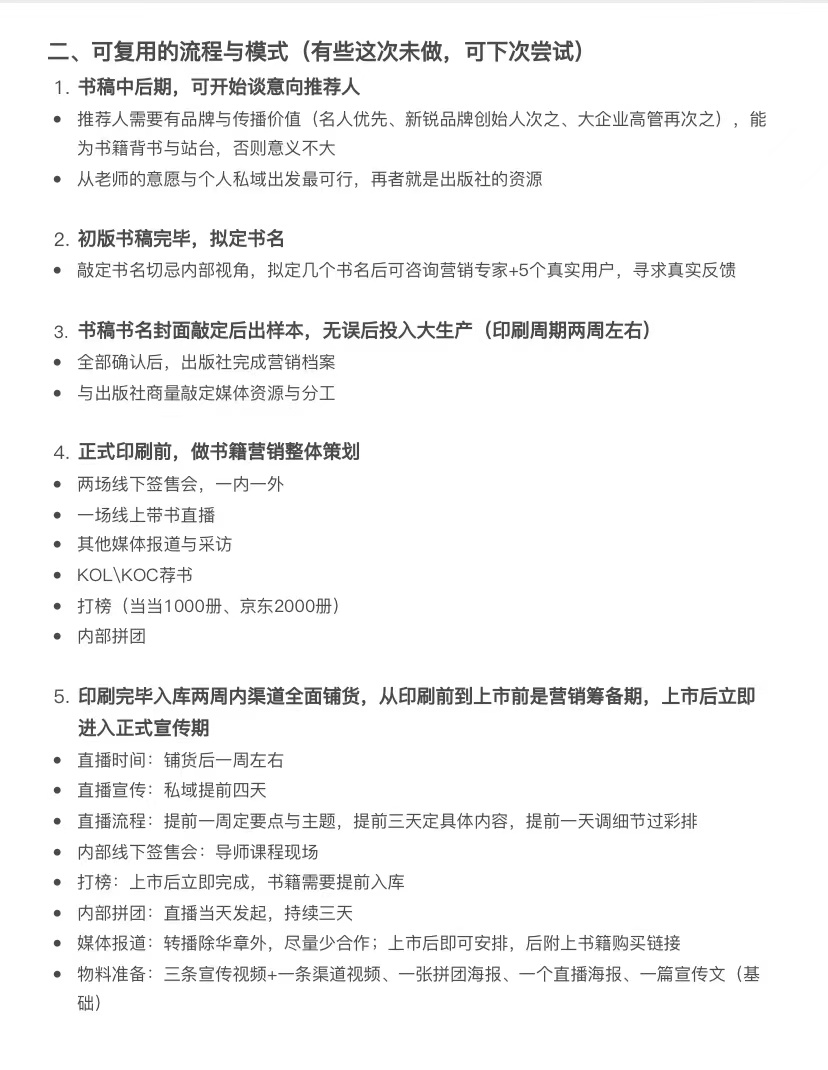 二、可复用的流程与模式（有些这次未做，可下次尝试）
1. 书稿中后期，可开始谈意向推荐人
• 推荐人需要有品牌与传播价值（名人优先、新锐品牌创始人次之、大企业高管再次之），能
为书籍背书与站台，否则意义不大
• 从老师的意愿与个人私域出发最可行，再者就是出版社的资源
2. 初版书稿完毕，拟定书名
• 敲定书名切忌内部视角，拟定几个书名后可咨询营销专家+5个真实用户，寻求真实反馈
3. 书稿书名封面敲定后出样本，无误后投入大生产（印刷周期两周左右）
• 全部确认后，出版社完成营销档案
• 与出版社商量敲定媒体资源与分工
4. 正式印刷前，做书籍营销整体策划
• 两场线下签售会，一内一外
• 一场线上带书直播
• 其他媒体报道与采访
• KOL\KOC荐书
• 打榜（当当1000册、京东2000册）
• 内部拼团
5. 印刷完毕入库两周内渠道全面铺货，从印刷前到上市前是营销筹备期，上市后立即
进入正式宣传期
• 直播时间：铺货后一周左右
• 直播宣传：私域提前四天
• 直播流程：提前一周定要点与主题，提前三天定具体内容，提前一天调细节过彩排
• 内部线下签售会：导师课程现场
• 打榜：上市后立即完成，书籍需要提前入库
• 内部拼团：直播当天发起，持续三天
• 媒体报道：转播除华章外，尽量少合作；上市后即可安排，后附上书籍购买链接
• 物料准备：三条宣传视频+一条渠道视频、一张拼团海报、一个直播海报、一篇宣传文（基
础）